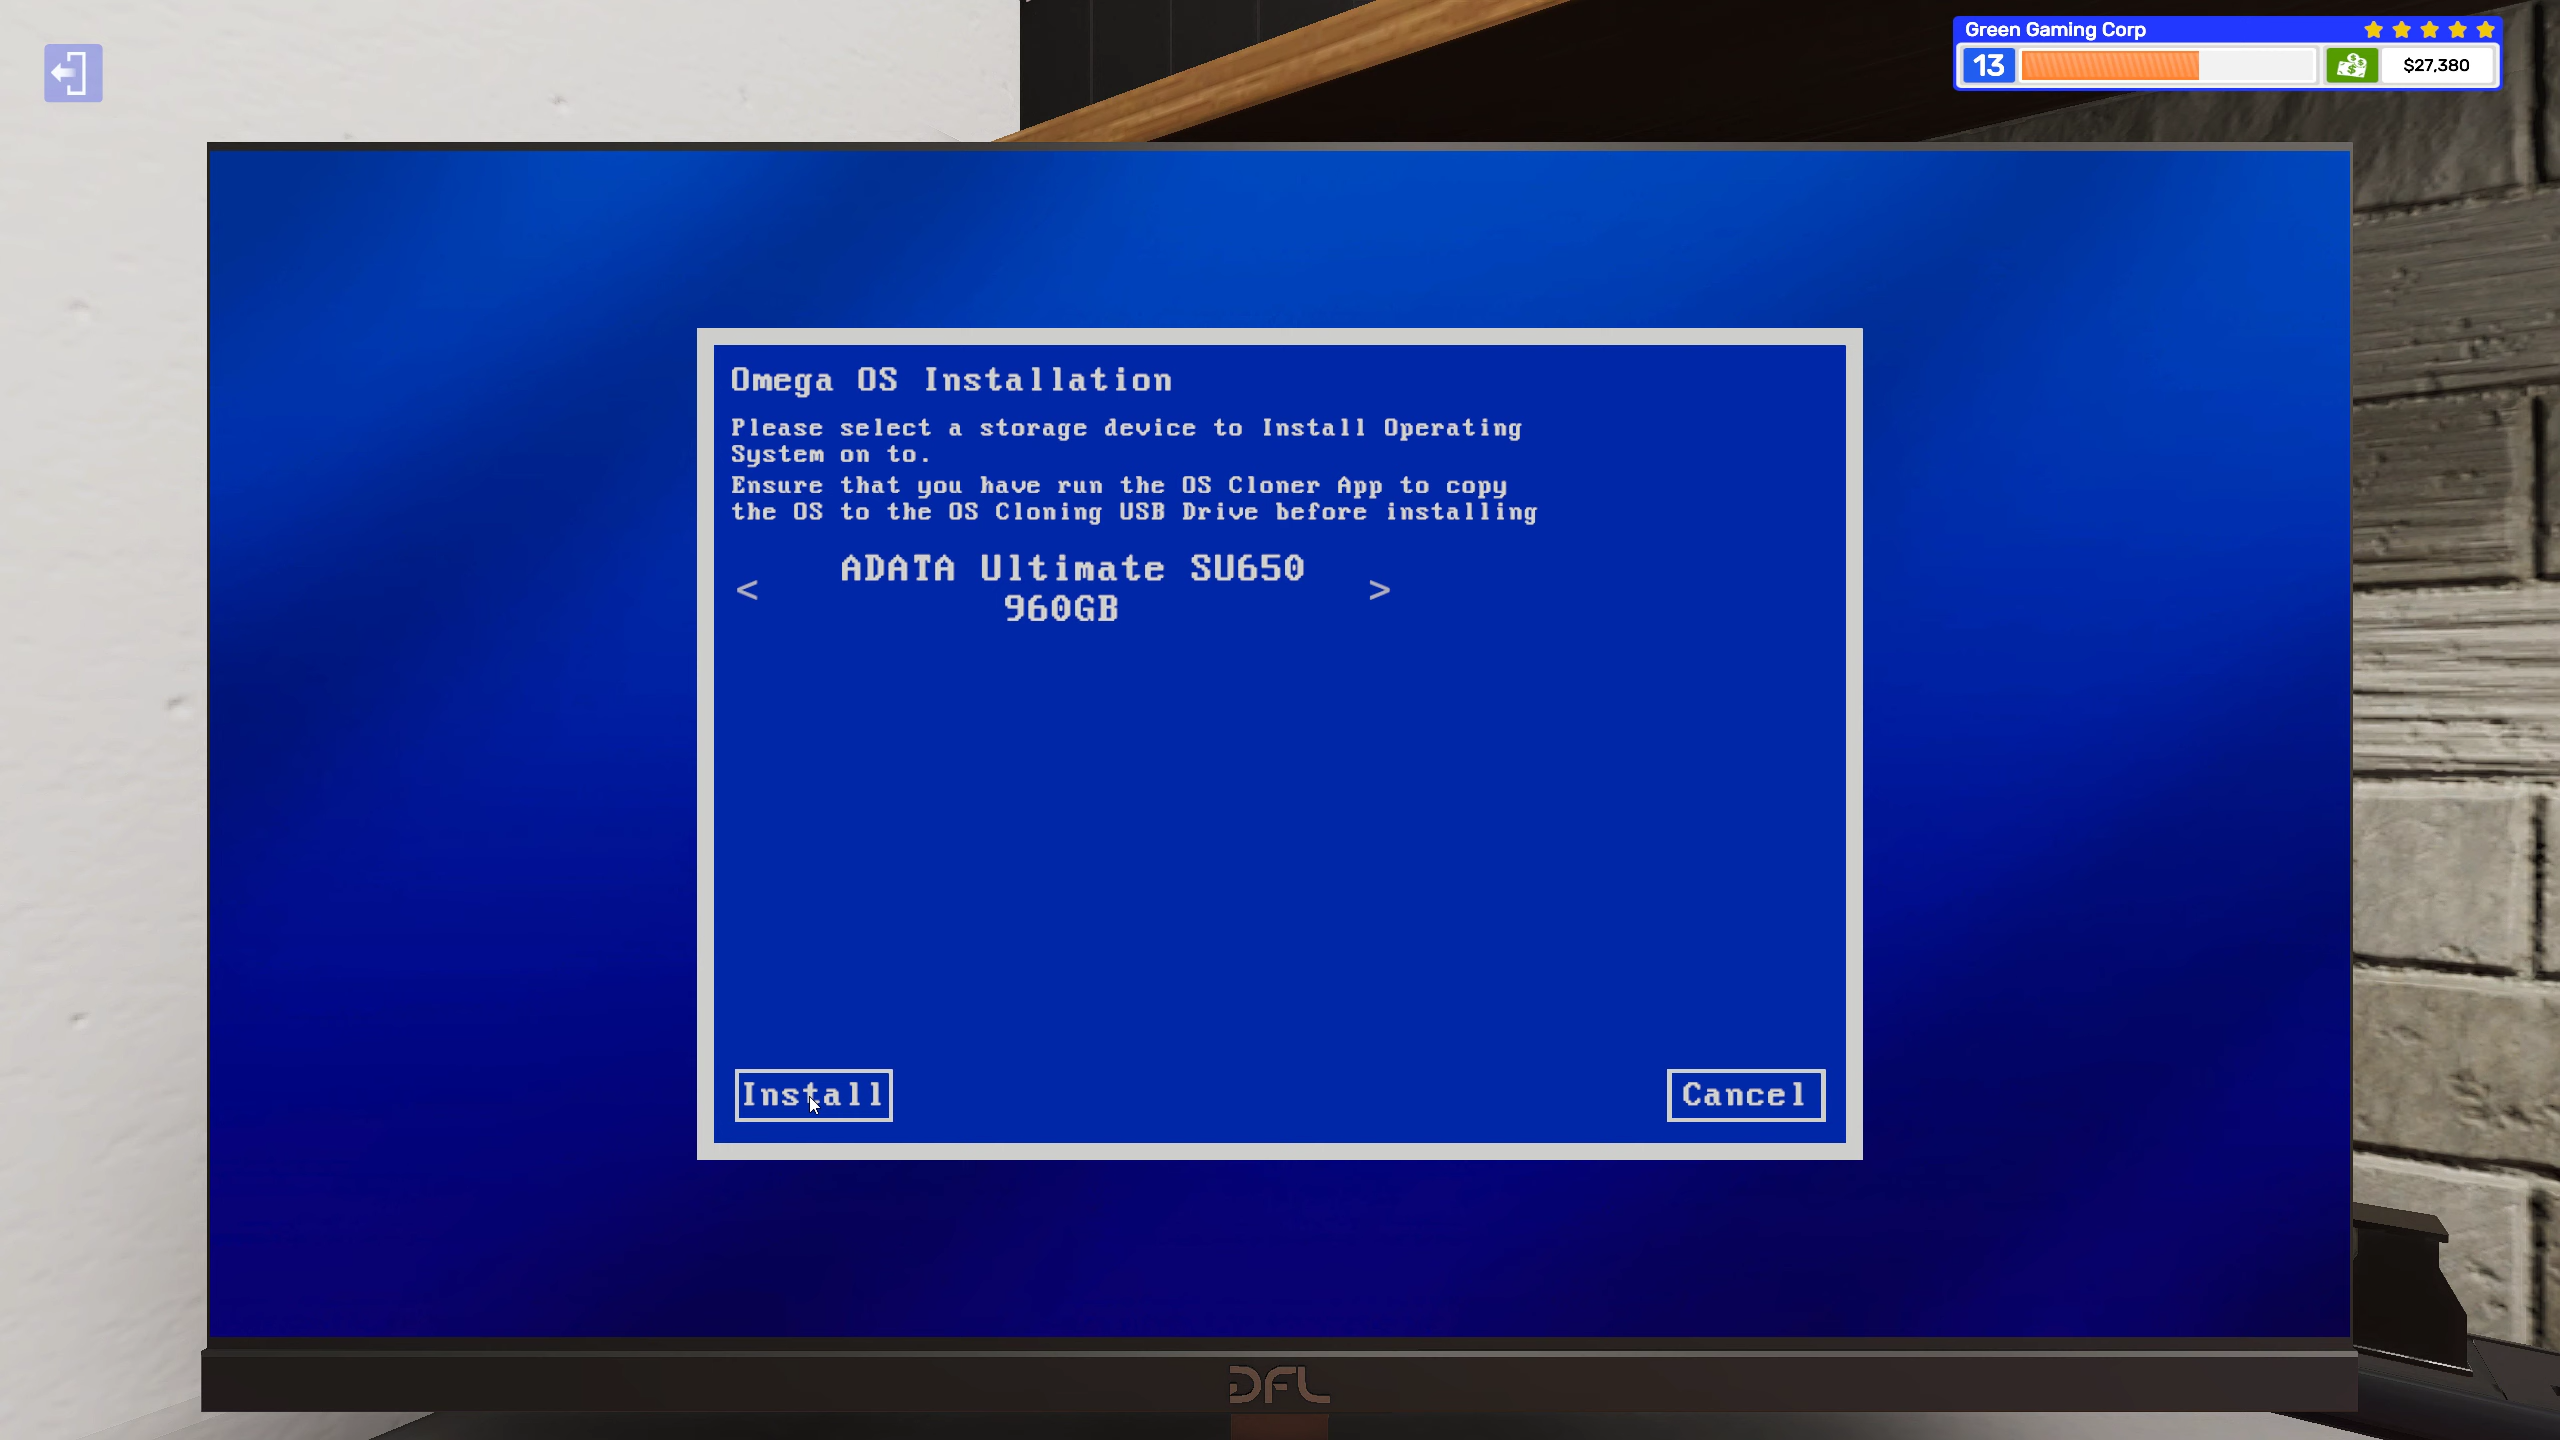 Green Gaming Corp
13
$27,380
Omega OS Installation
Please select a storage device to Install Operating
System on to.
Ensure that you have run the OS Cloner App to copy
the OS to the OS Cloning USB Drive before installing
< ADATA Ultimate SU650 >
960GB
Install
Cancel
DFL